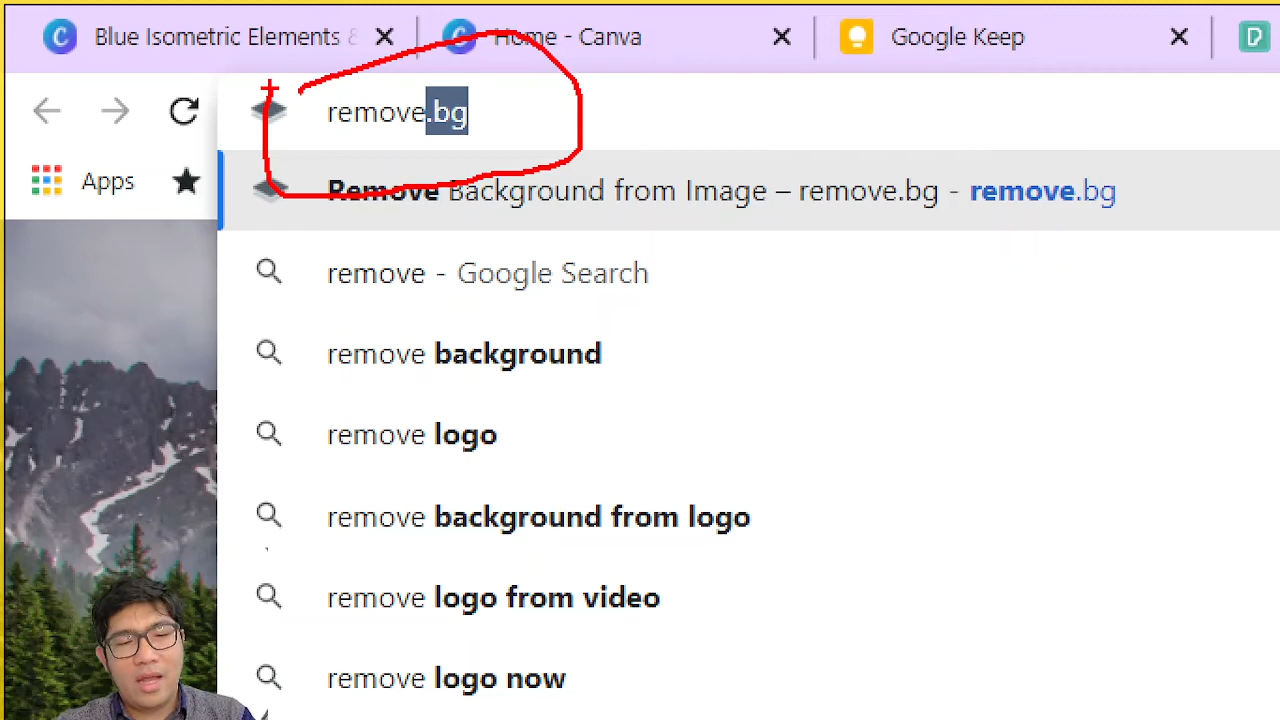 Blue Isometric Elements &
Home - Canva
Google Keep
remove.bg
Apps
Remove Background from Image – remove.bg - remove.bg
remove - Google Search
remove background
remove logo
remove background from logo
remove logo from video
remove logo now